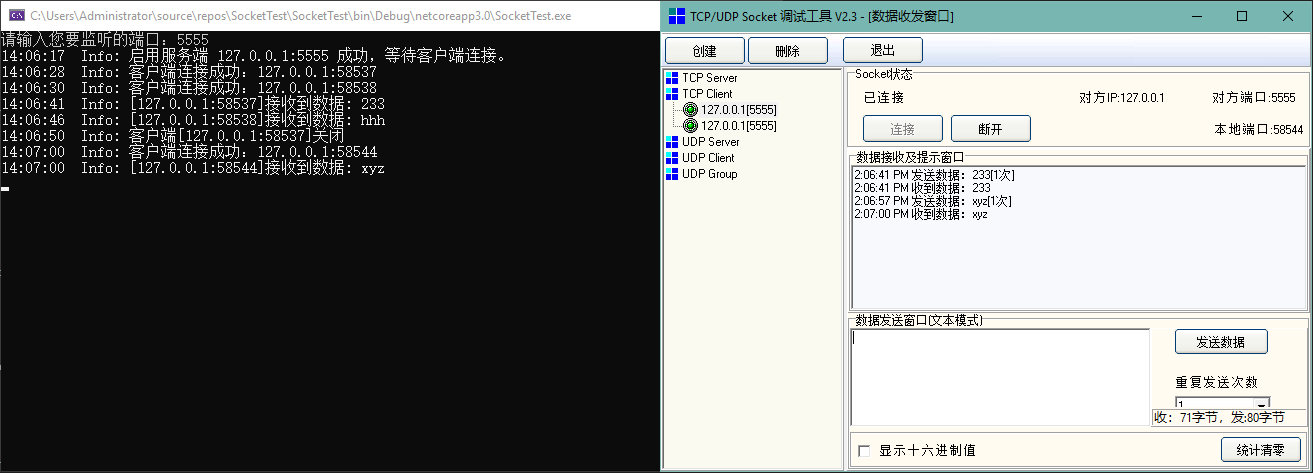 C:\Users\Administrator\source\repos\SocketTest\SocketTest\bin\Debug\netcoreapp3.0\SocketTest.exe
请输入您要监听的端口：5555
14:06:17  Info: 启用服务端 127.0.0.1:5555 成功，等待客户端连接。
14:06:28  Info: 客户端连接成功：127.0.0.1:58537
14:06:30  Info: 客户端连接成功：127.0.0.1:58538
14:06:41  Info: [127.0.0.1:58537]接收到数据: 233
14:06:46  Info: [127.0.0.1:58538]接收到数据: hhh
14:06:50  Info: 客户端[127.0.0.1:58537]关闭
14:07:00  Info: 客户端连接成功：127.0.0.1:58544
14:07:00  Info: [127.0.0.1:58544]接收到数据: xyz
TCP/UDP Socket 调试工具 V2.3 - [数据收发窗口]
创建 删除 退出
TCP Server
TCP Client
127.0.0.1[5555]
127.0.0.1[5555]
UDP Server
UDP Client
UDP Group
Socket状态
已连接 对方IP:127.0.0.1 对方端口:5555
连接 断开 本地端口:58544
数据接收及提示窗口
2:06:41 PM 发送数据：233[1次]
2:06:41 PM 收到数据：233
2:06:57 PM 发送数据：xyz[1次]
2:07:00 PM 收到数据：xyz
数据发送窗口(文本模式)
发送数据
重复发送次数
1
收：71字节，发:80字节
显示十六进制值 统计清零